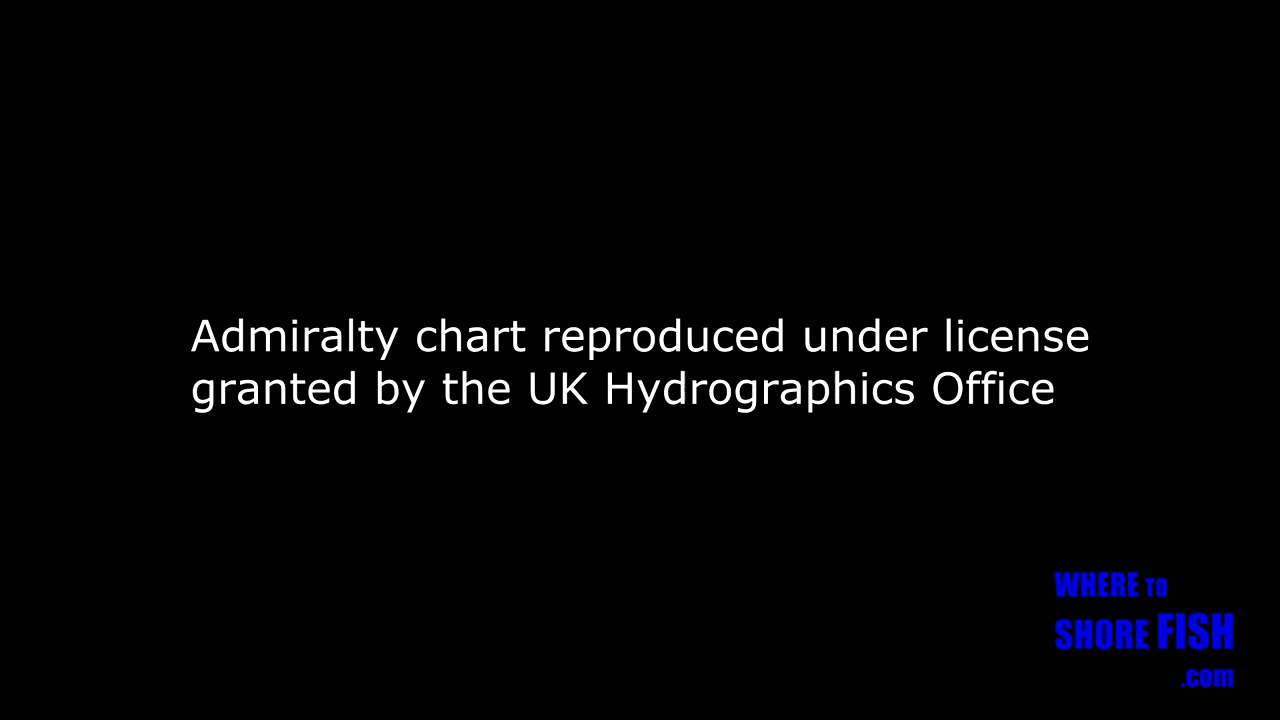 Admiralty chart reproduced under license
granted by the UK Hydrographics Office
WHERE TO
SHORE FISH
.com